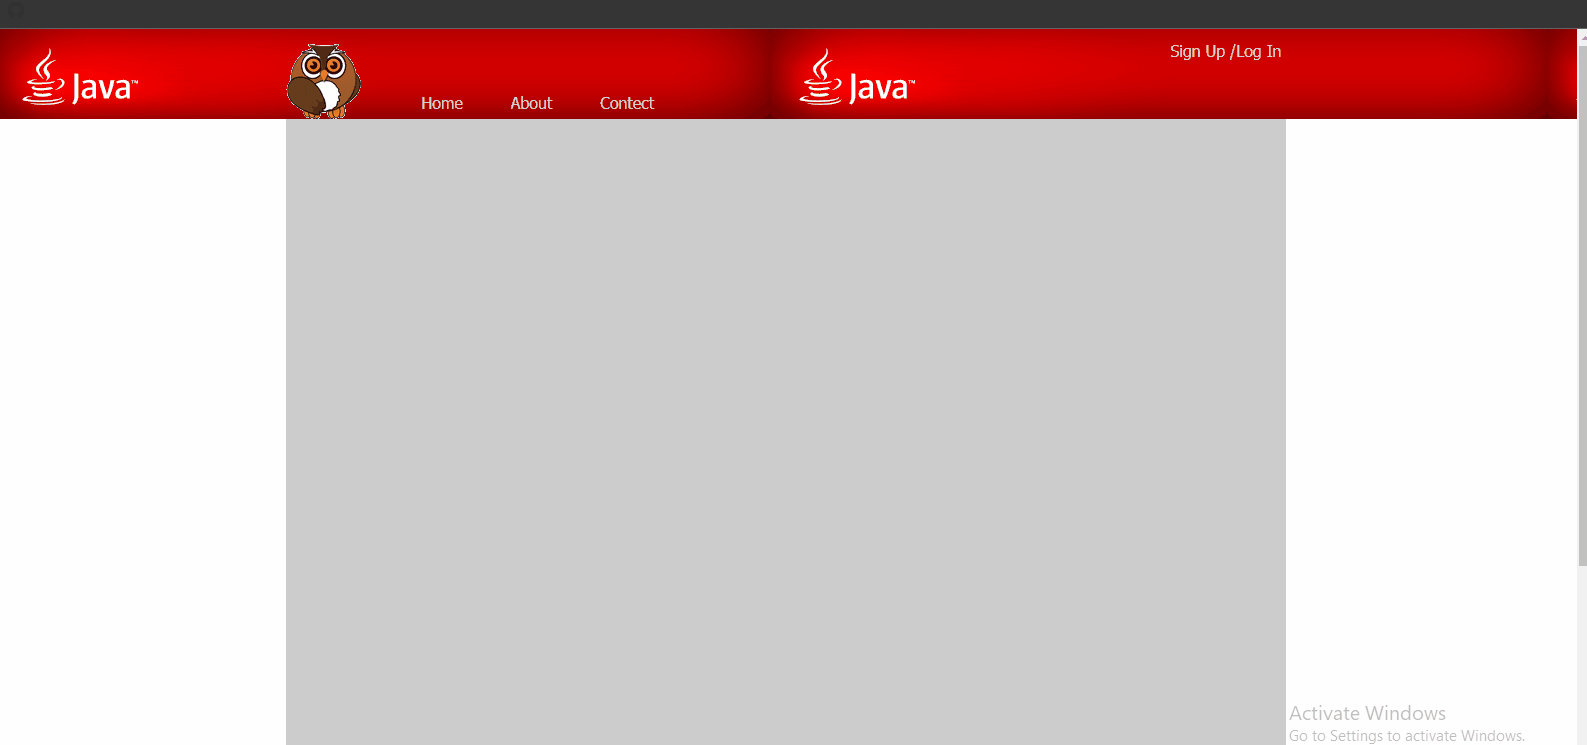 Java™
Java™
Sign Up /Log In
Home
About
Contect
Activate Windows
Go to Settings to activate Windows.